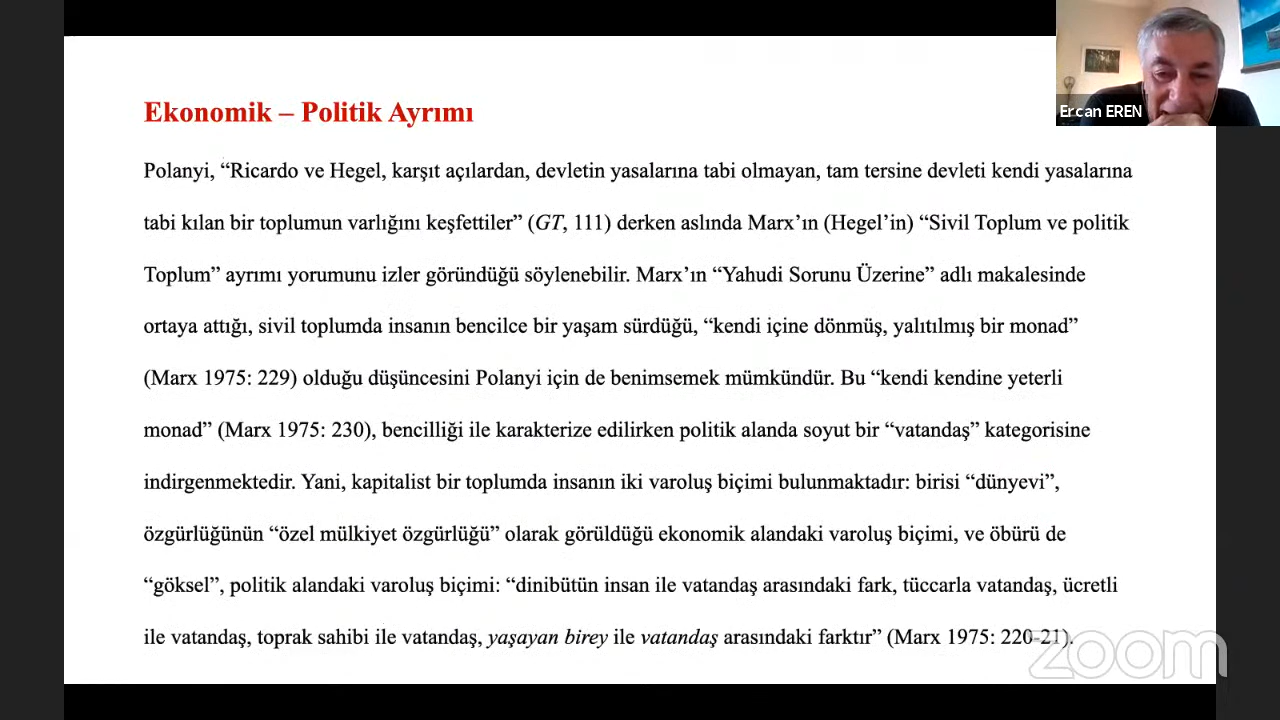 Ercan EREN
Ekonomik – Politik Ayrımı
Polanyi, “Ricardo ve Hegel, karşıt açılardan, devletin yasalarına tabi olmayan, tam tersine devleti kendi yasalarına
tabi kılan bir toplumun varlığını keşfettiler” (GT, 111) derken aslında Marx’ın (Hegel’in) “Sivil Toplum ve politik
Toplum” ayrımı yorumunu izler göründüğü söylenebilir. Marx’ın “Yahudi Sorunu Üzerine” adlı makalesinde
ortaya attığı, sivil toplumda insanın bencilce bir yaşam sürdüğü, “kendi içine dönmüş, yalıtılmış bir monad”
(Marx 1975: 229) olduğu düşüncesini Polanyi için de benimsemek mümkündür. Bu “kendi kendine yeterli
monad” (Marx 1975: 230), bencilliği ile karakterize edilirken politik alanda soyut bir “vatandaş” kategorisine
indirgenmektedir. Yani, kapitalist bir toplumda insanın iki varoluş biçimi bulunmaktadır: birisi “dünyevi”,
özgürlüğünün “özel mülkiyet özgürlüğü” olarak görüldüğü ekonomik alandaki varoluş biçimi, ve öbürü de
“göksel”, politik alandaki varoluş biçimi: “dinibütün insan ile vatandaş arasındaki fark, tüccarla vatandaş, ücretli
ile vatandaş, toprak sahibi ile vatandaş, yaşayan birey ile vatandaş arasındaki farktır” (Marx 1975: 220-21).
zoom